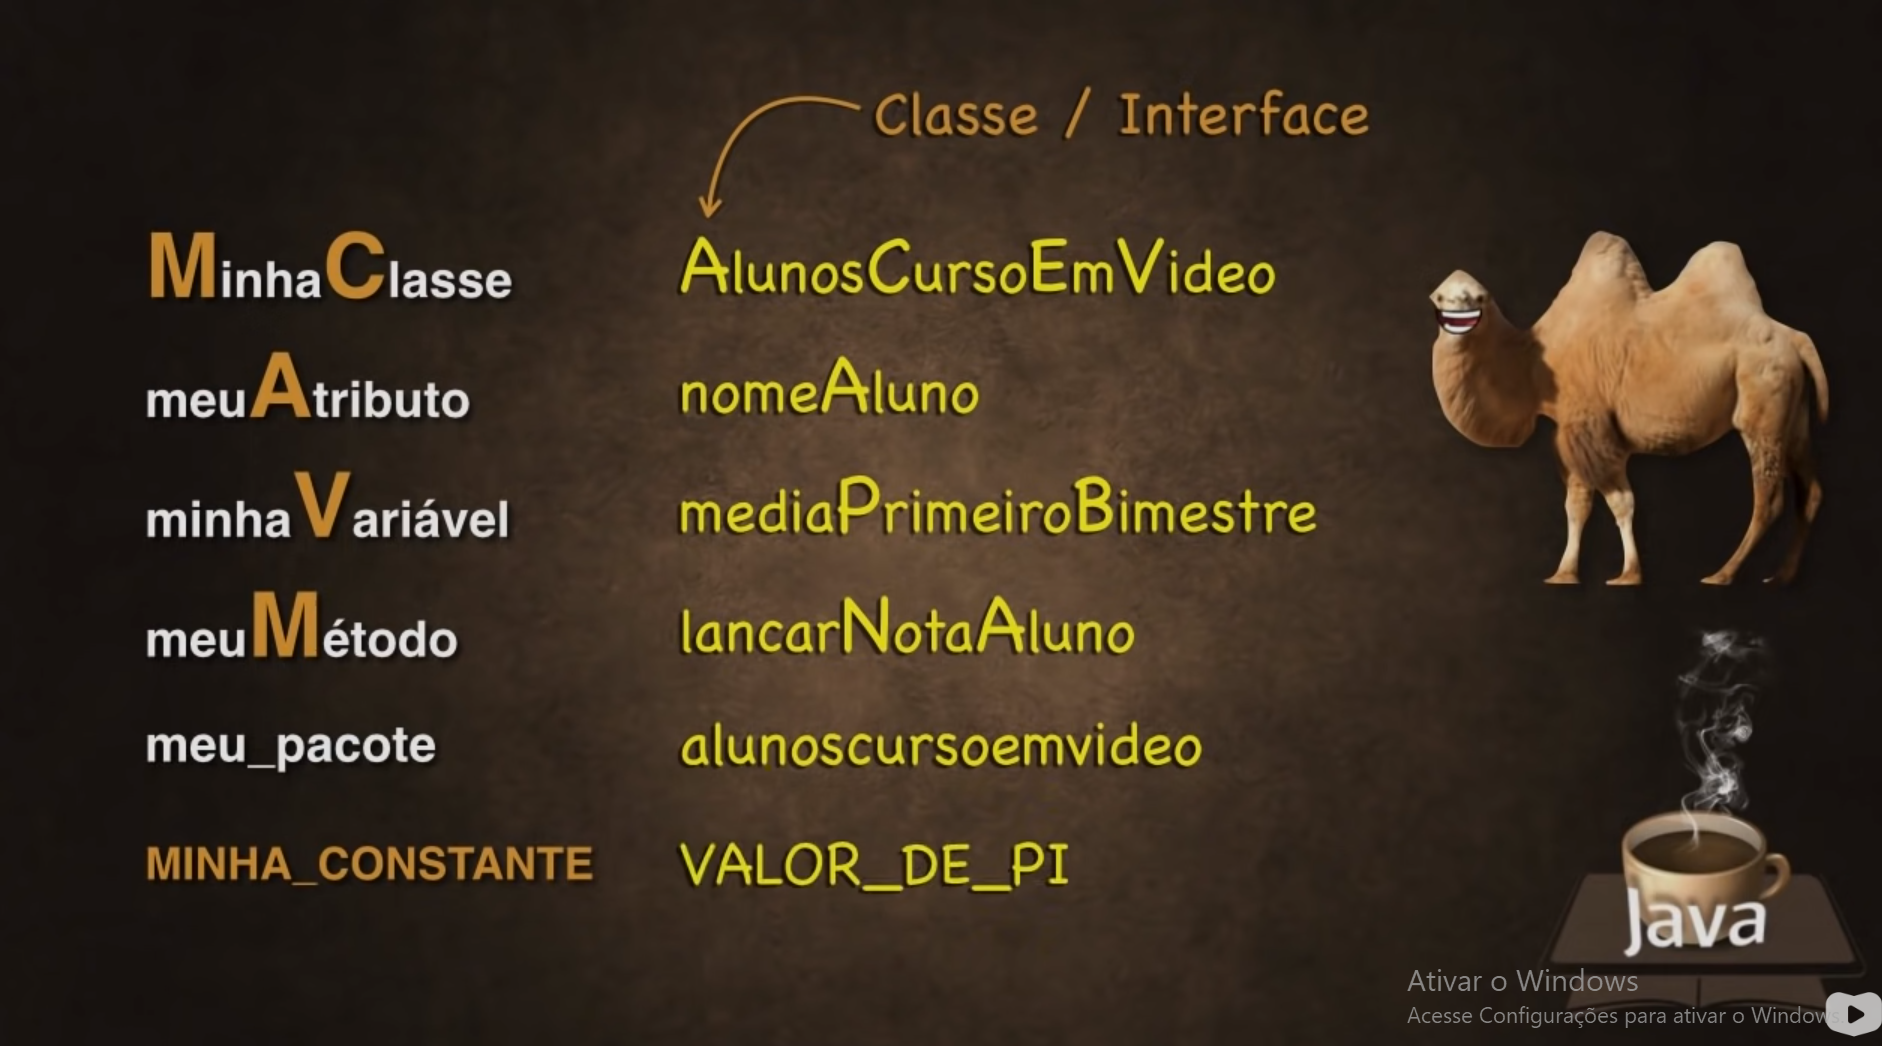 Classe / Interface
MinhaClasse AlunosCursoEmVideo
meuAtributo nomeAluno
minhaVariável mediaPrimeiroBimestre
meuMétodo lancarNotaAluno
meu_pacote alunoscursoemvideo
MINHA_CONSTANTE VALOR_DE_PI
Java
Ativar o Windows
Acesse Configurações para ativar o Windows.